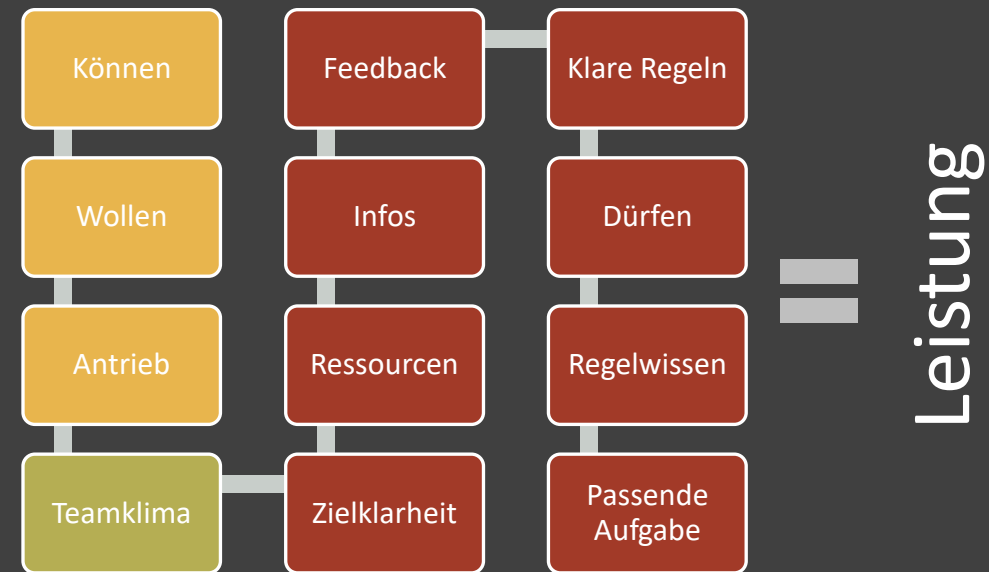 Können
Wollen
Antrieb
Teamklima
Zielklarheit
Ressourcen
Infos
Feedback
Klare Regeln
Dürfen
Regelwissen
Passende
Aufgabe
Leistung